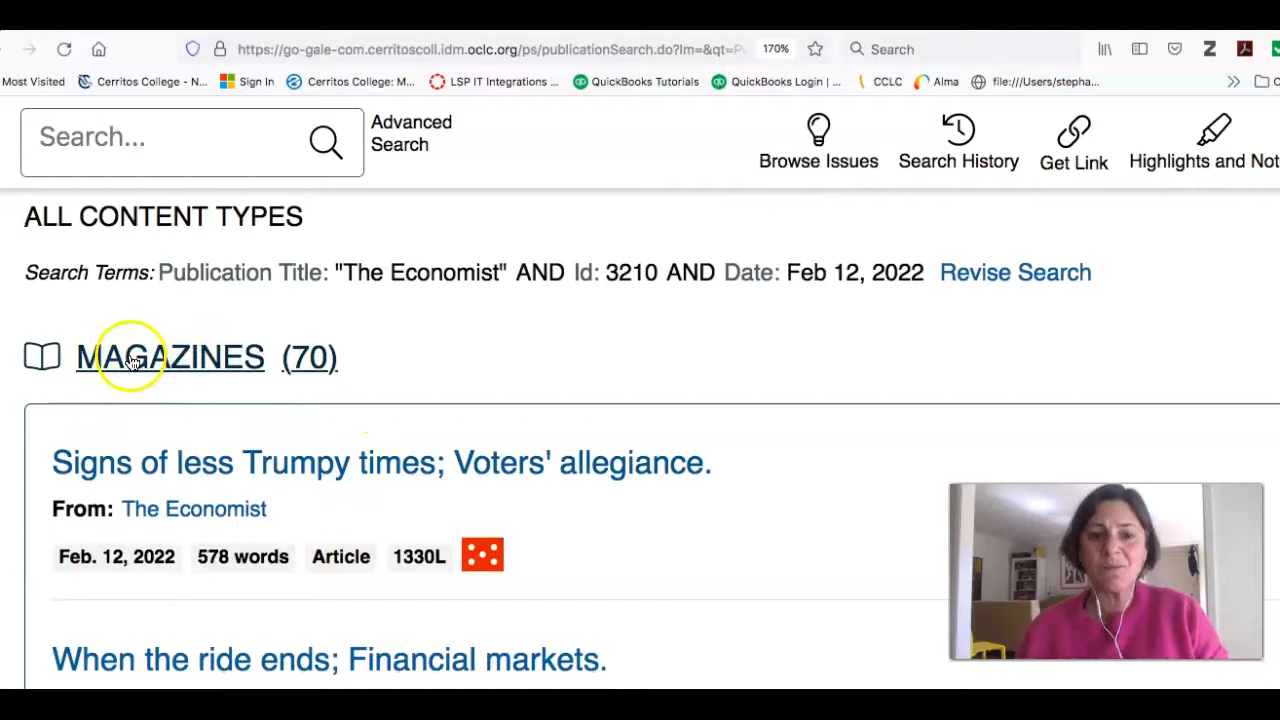 https://go-gale-com.cerritoscoll.idm.oclc.org/ps/publicationSearch.do?lm=&qt=P 170% Search
Most Visited Cerritos College - N... Sign In Cerritos College: M... LSP IT Integrations ... QuickBooks Tutorials QuickBooks Login | ... CCLC Alma file:///Users/stepha...
Search... Advanced
Search
Browse Issues Search History Get Link Highlights and Not
ALL CONTENT TYPES
Search Terms: Publication Title: "The Economist" AND Id: 3210 AND Date: Feb 12, 2022 Revise Search
MAGAZINES (70)
Signs of less Trumpy times; Voters' allegiance.
From: The Economist
Feb. 12, 2022 578 words Article 1330L
When the ride ends; Financial markets.